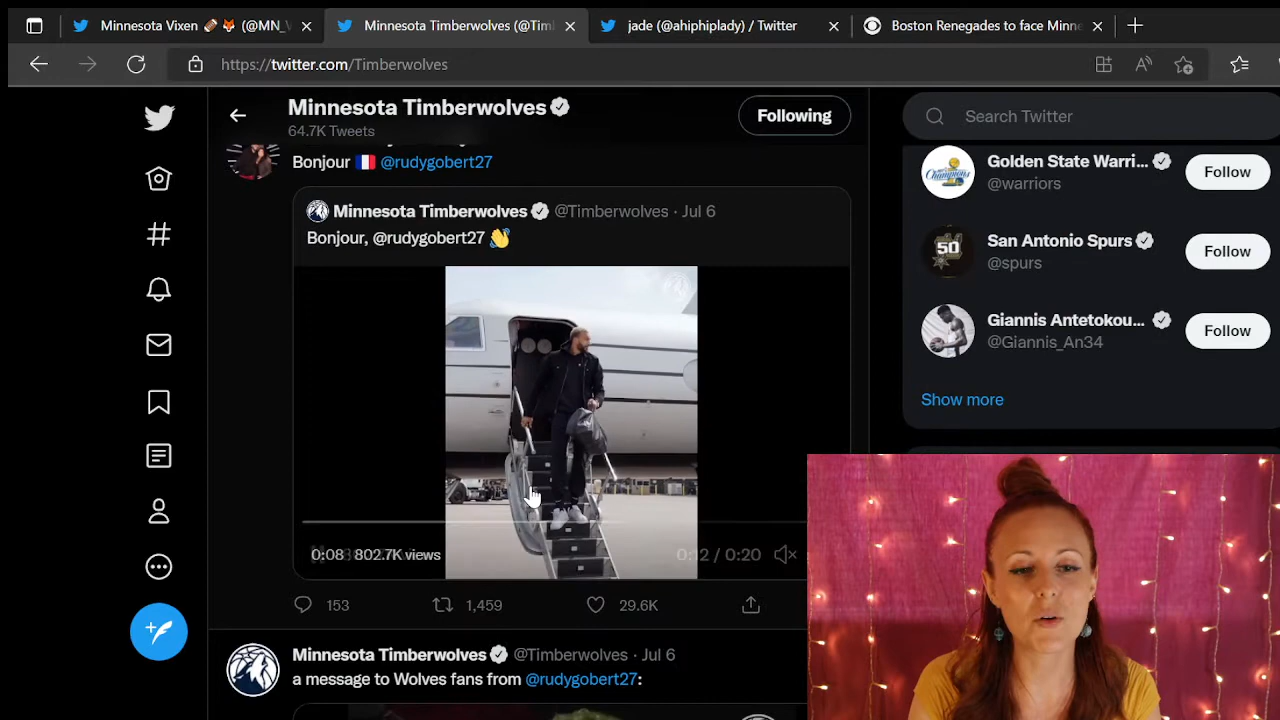 Minnesota Vixen 🏈 🦊 (@MN_V
Minnesota Timberwolves (@Timl
jade (@ahiphiplady) / Twitter
Boston Renegades to face Minne
https://twitter.com/Timberwolves
Minnesota Timberwolves
64.7K Tweets
Following
Search Twitter
Bonjour 🇫🇷 @rudygobert27
Minnesota Timberwolves @Timberwolves · Jul 6
Bonjour, @rudygobert27 👋
0:08 802.7K views
0:12 / 0:20
153
1,459
29.6K
Minnesota Timberwolves @Timberwolves · Jul 6
a message to Wolves fans from @rudygobert27:
Golden State Warri...
@warriors
Follow
50
San Antonio Spurs
@spurs
Follow
Giannis Antetokou...
@Giannis_An34
Follow
Show more